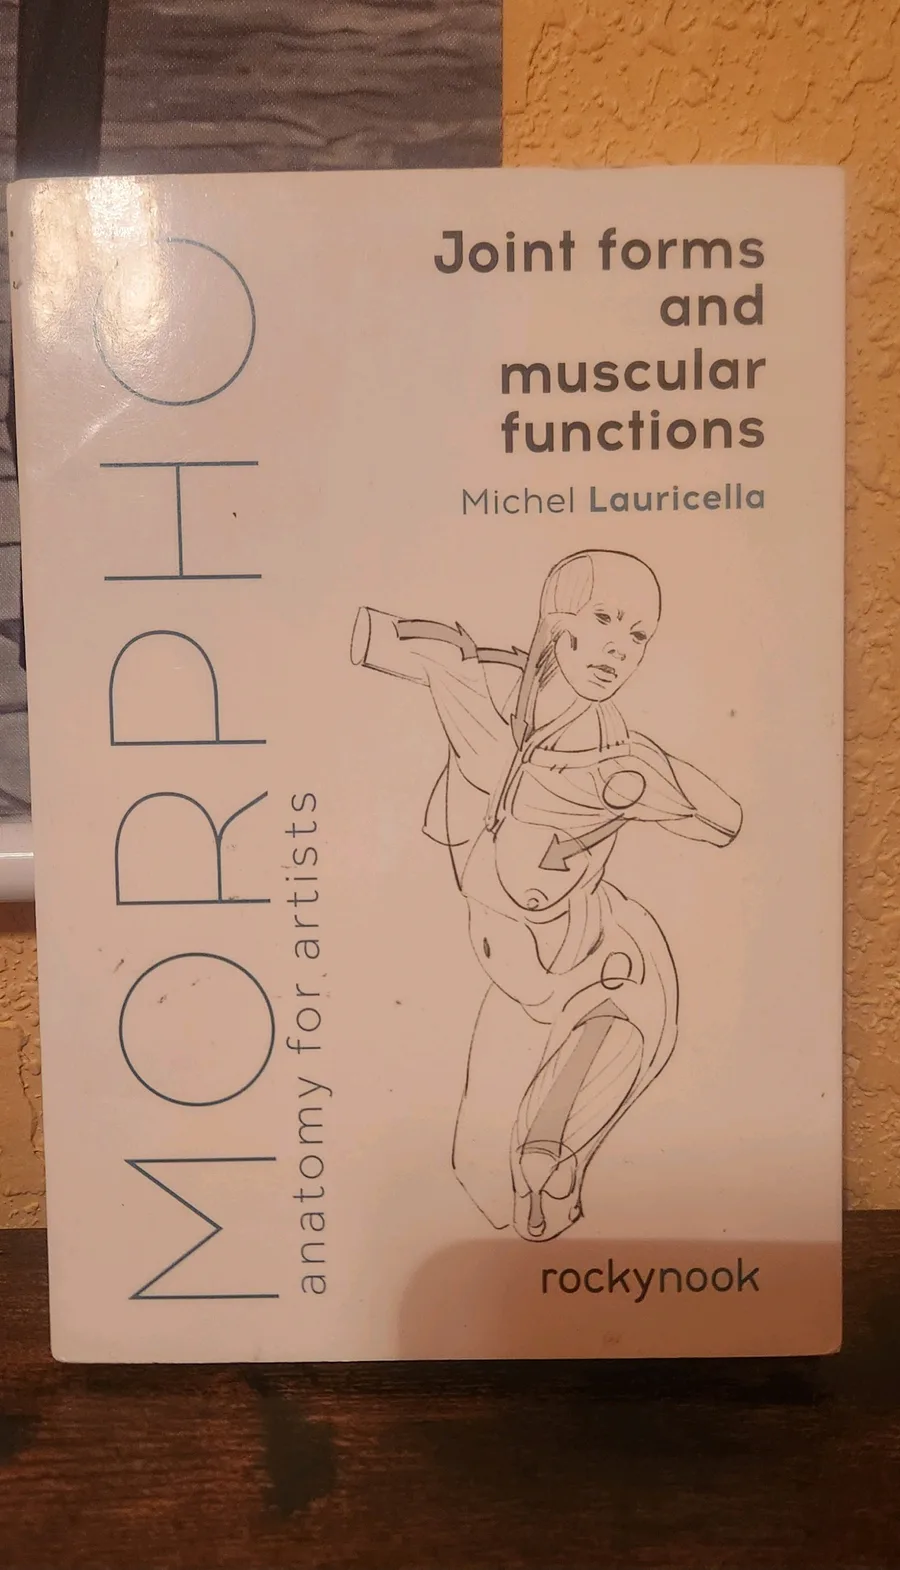 MORPHO
anatomy for artists
Joint forms
and
muscular
functions
Michel Lauricella
rockynook